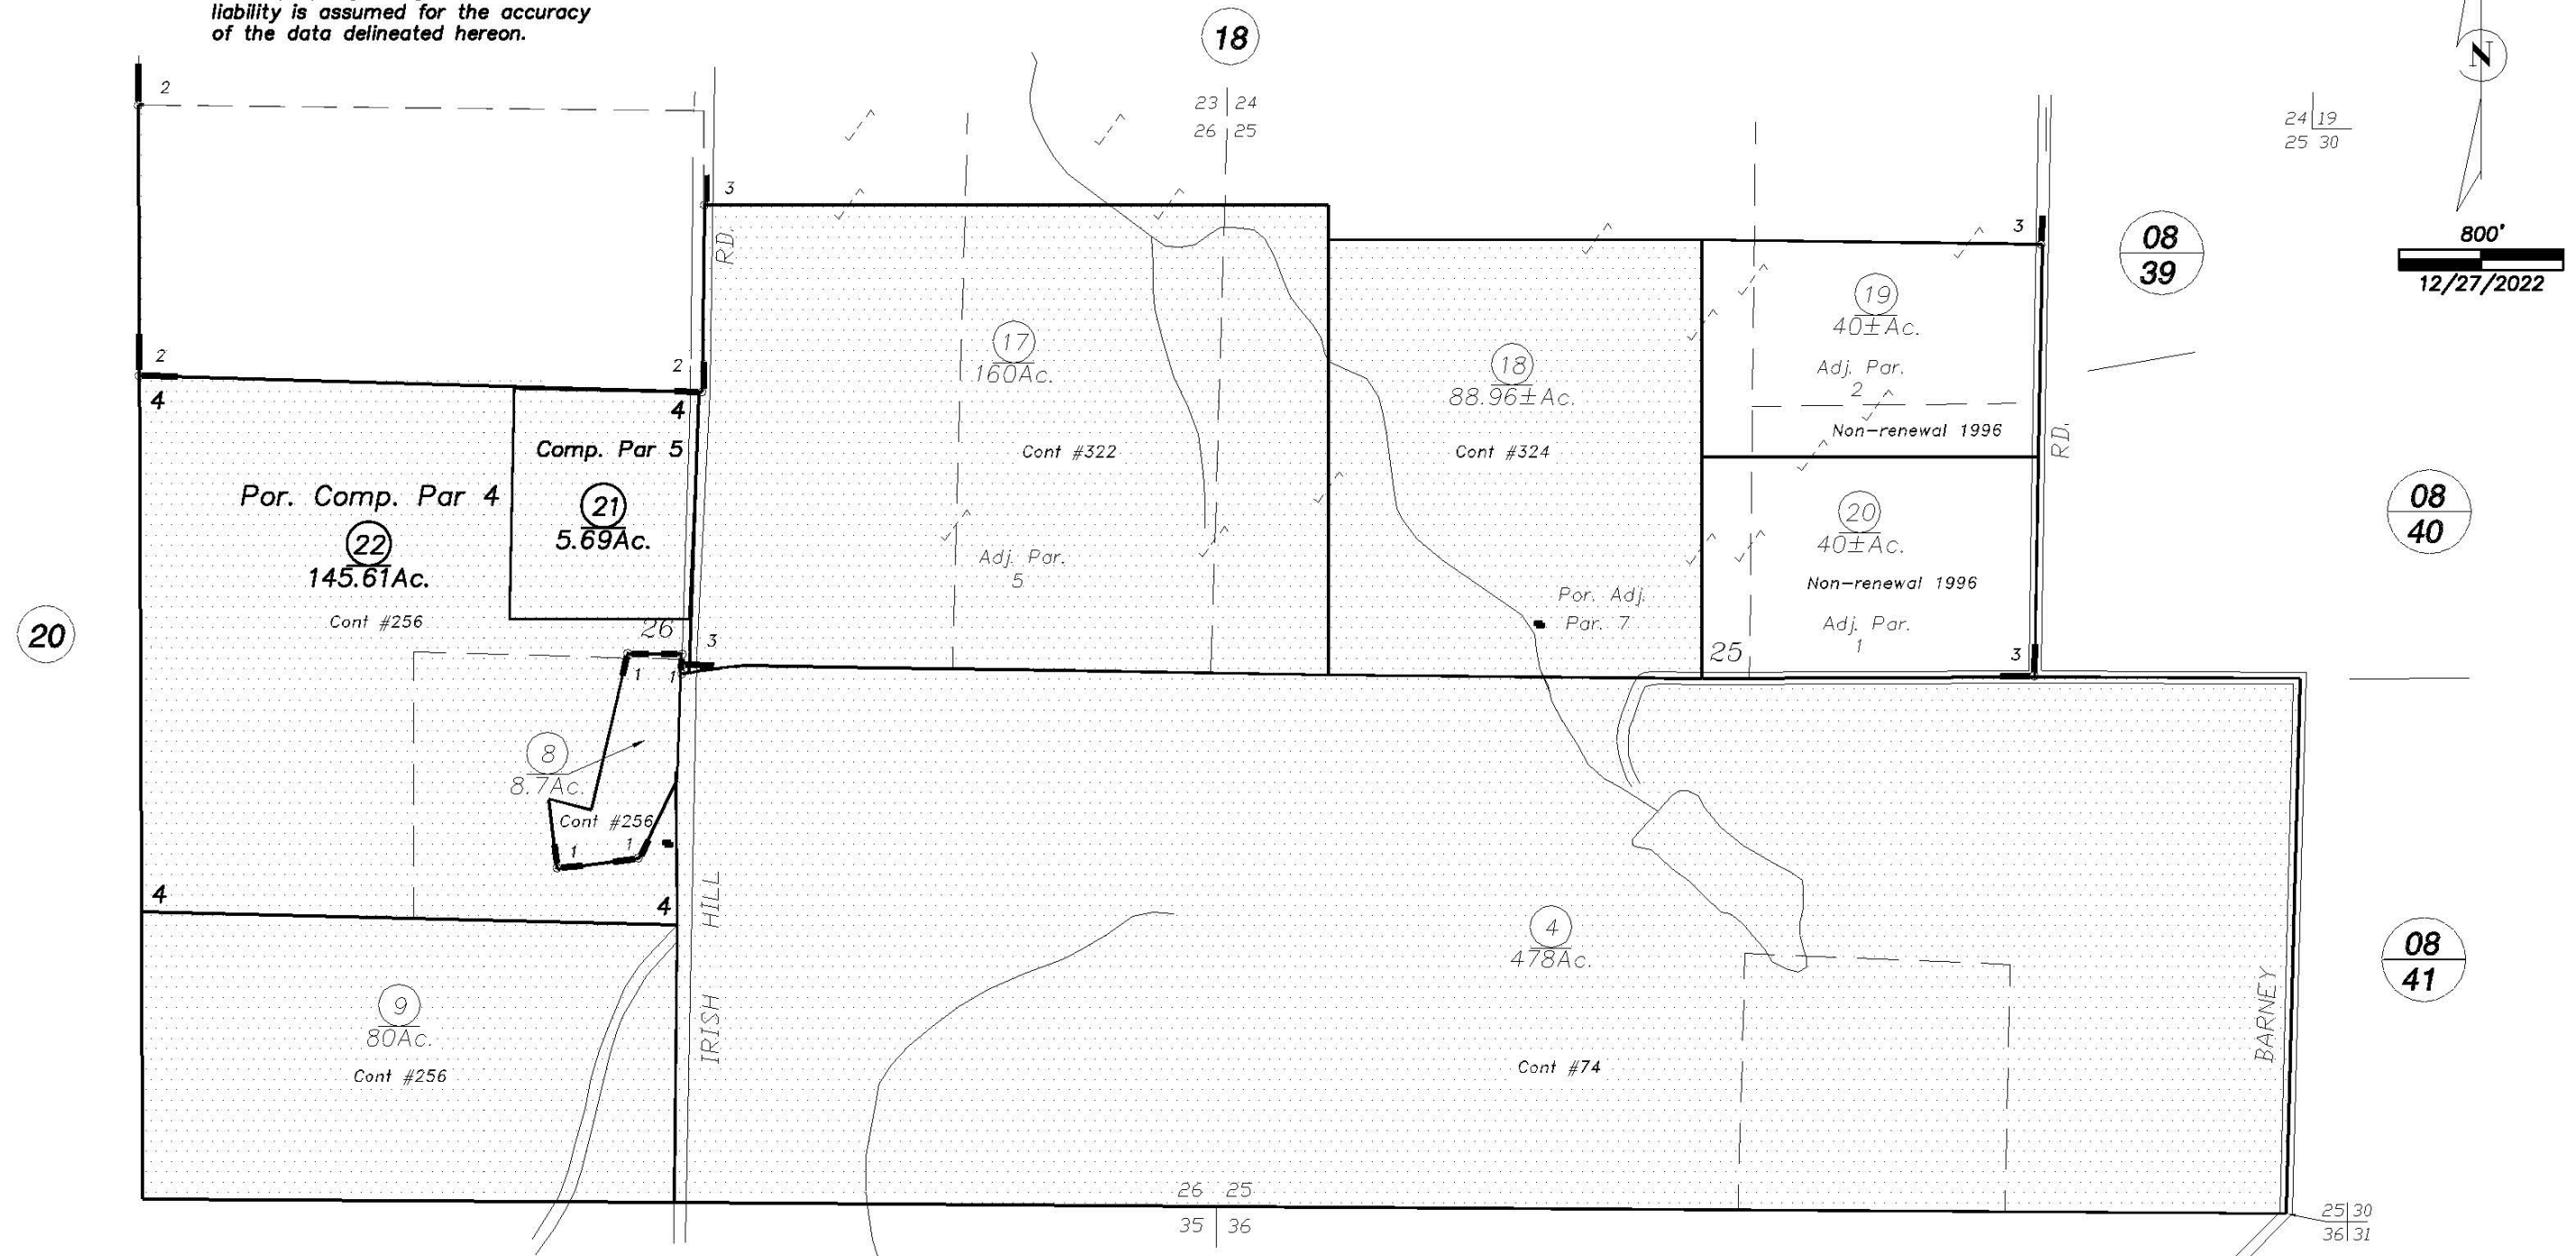 liability is assumed for the accuracy
of the data delineated hereon.
18
N
23 24
26 25
24 19
25 30
2
3
RD.
3
08
39
800'
12/27/2022
2
2
4
4
17
160Ac.
Cont #322
Adj. Par.
5
18
88.96±Ac.
Cont #324
Por. Adj.
Par. 7
19
40±Ac.
Adj. Par.
2
Non-renewal 1996
RD.
20
40±Ac.
Non-renewal 1996
Adj. Par.
1
25
3
08
40
Comp. Par 5
21
5.69Ac.
Por. Comp. Par 4
22
145.61Ac.
Cont #256
20
26
3
1
1
8
8.7Ac.
Cont #256
1
1
4
4
IRISH HILL
9
80Ac.
Cont #256
4
478Ac.
Cont #74
BARNEY
08
41
26 25
35 36
25 30
36 31